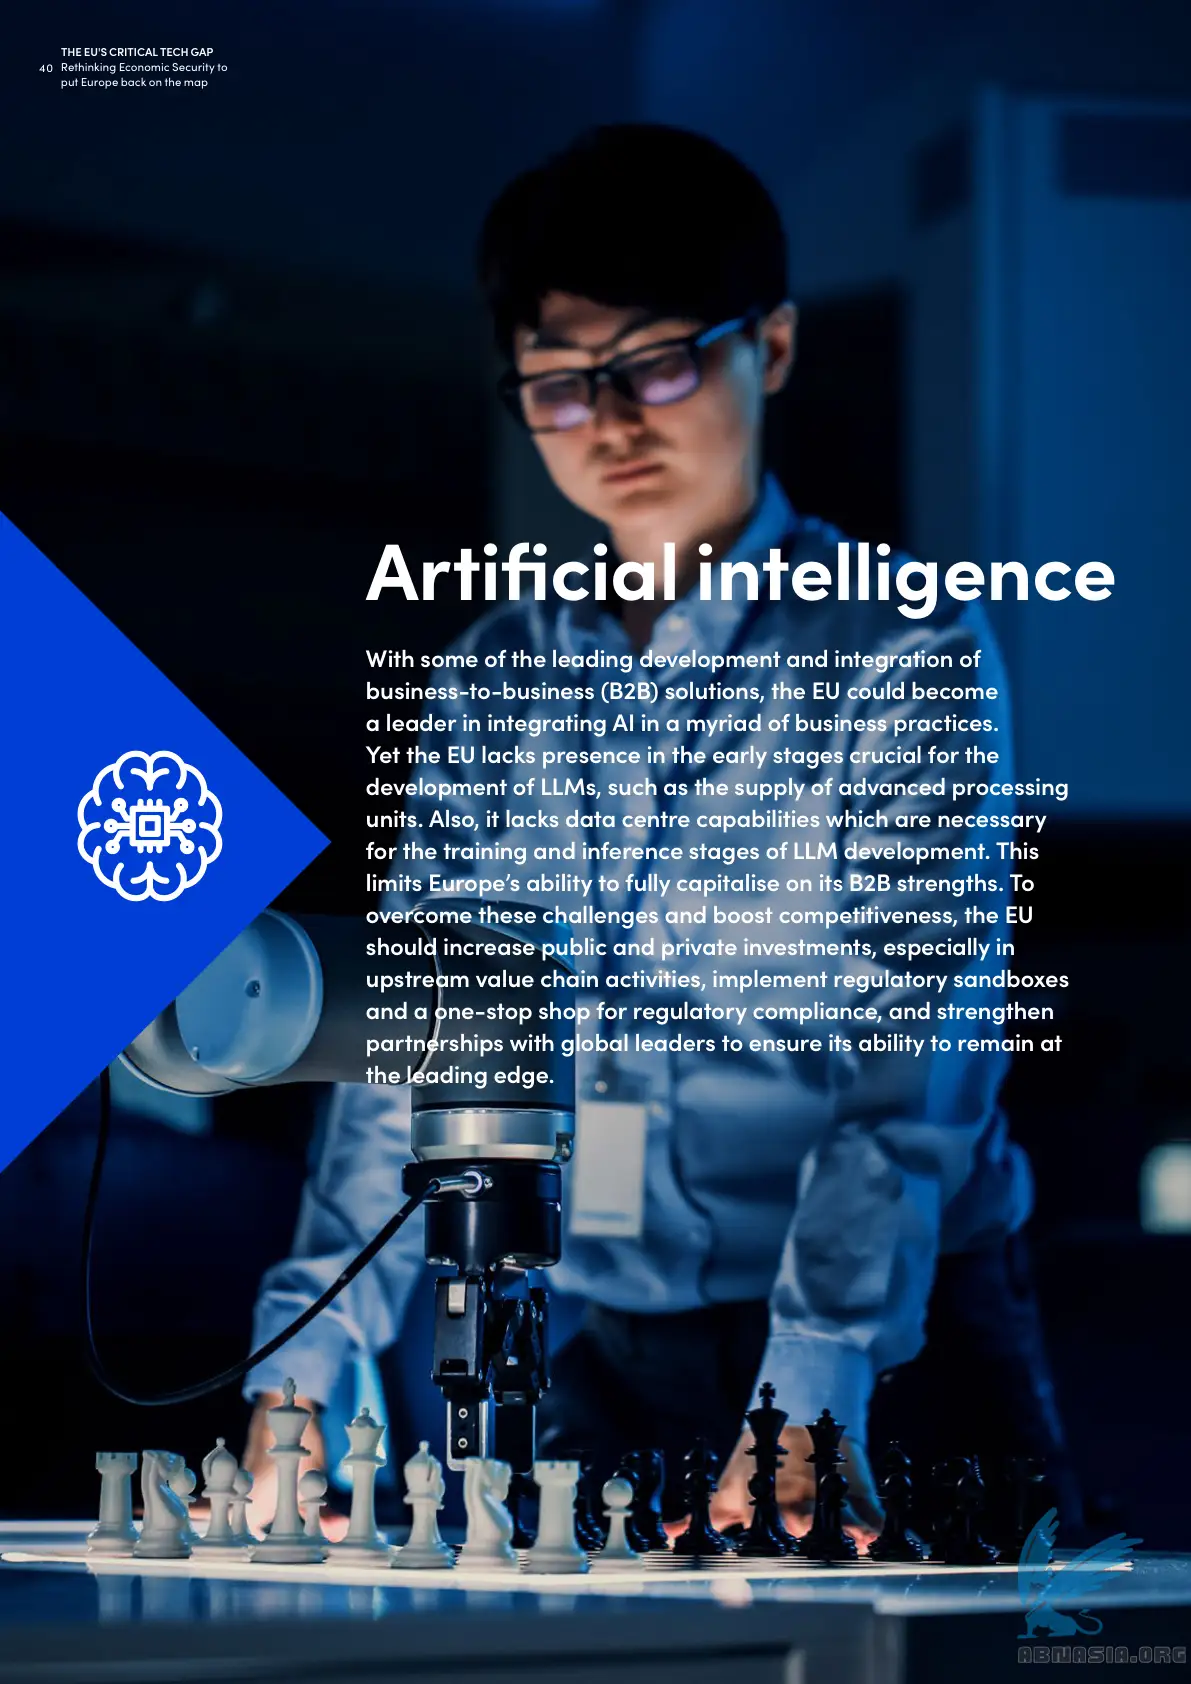 THE EU'S CRITICAL TECH GAP
40 Rethinking Economic Security to
put Europe back on the map
Artificial intelligence
With some of the leading development and integration of
business-to-business (B2B) solutions, the EU could become
a leader in integrating AI in a myriad of business practices.
Yet the EU lacks presence in the early stages crucial for the
development of LLMs, such as the supply of advanced processing
units. Also, it lacks data centre capabilities which are necessary
for the training and inference stages of LLM development. This
limits Europe’s ability to fully capitalise on its B2B strengths. To
overcome these challenges and boost competitiveness, the EU
should increase public and private investments, especially in
upstream value chain activities, implement regulatory sandboxes
and a one-stop shop for regulatory compliance, and strengthen
partnerships with global leaders to ensure its ability to remain at
the leading edge.
ABNASIA.ORG